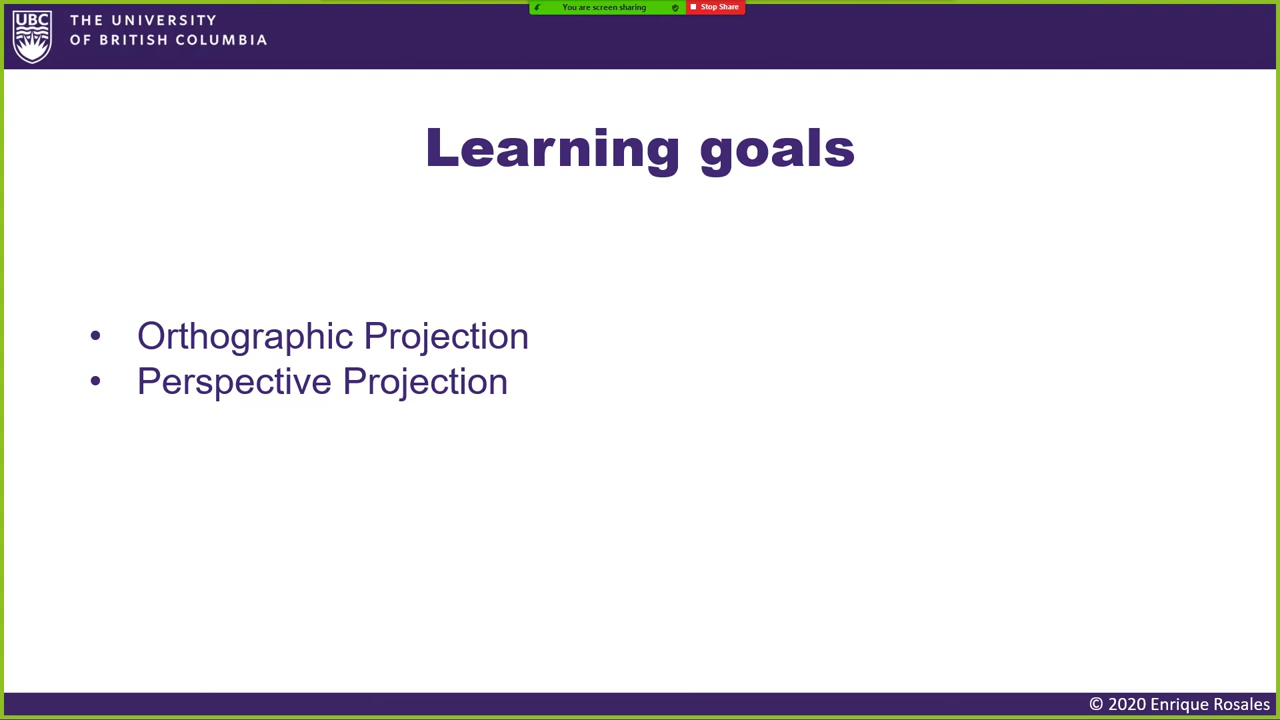 You are screen sharing
Stop Share
UBC
THE UNIVERSITY
OF BRITISH COLUMBIA
Learning goals
• Orthographic Projection
• Perspective Projection
© 2020 Enrique Rosales